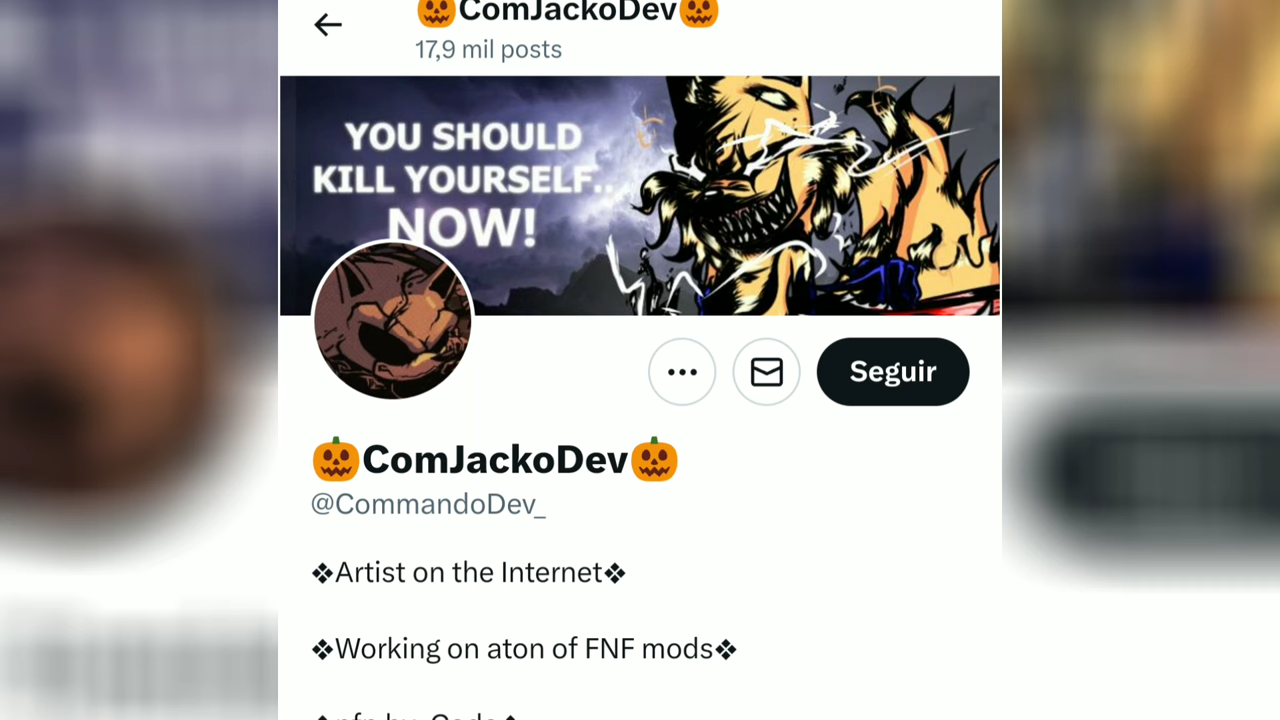 🎃ComJackoDev🎃
17,9 mil posts
YOU SHOULD
KILL YOURSELF..
NOW!
Seguir
🎃ComJackoDev🎃
@CommandoDev_
❖Artist on the Internet❖
❖Working on aton of FNF mods❖